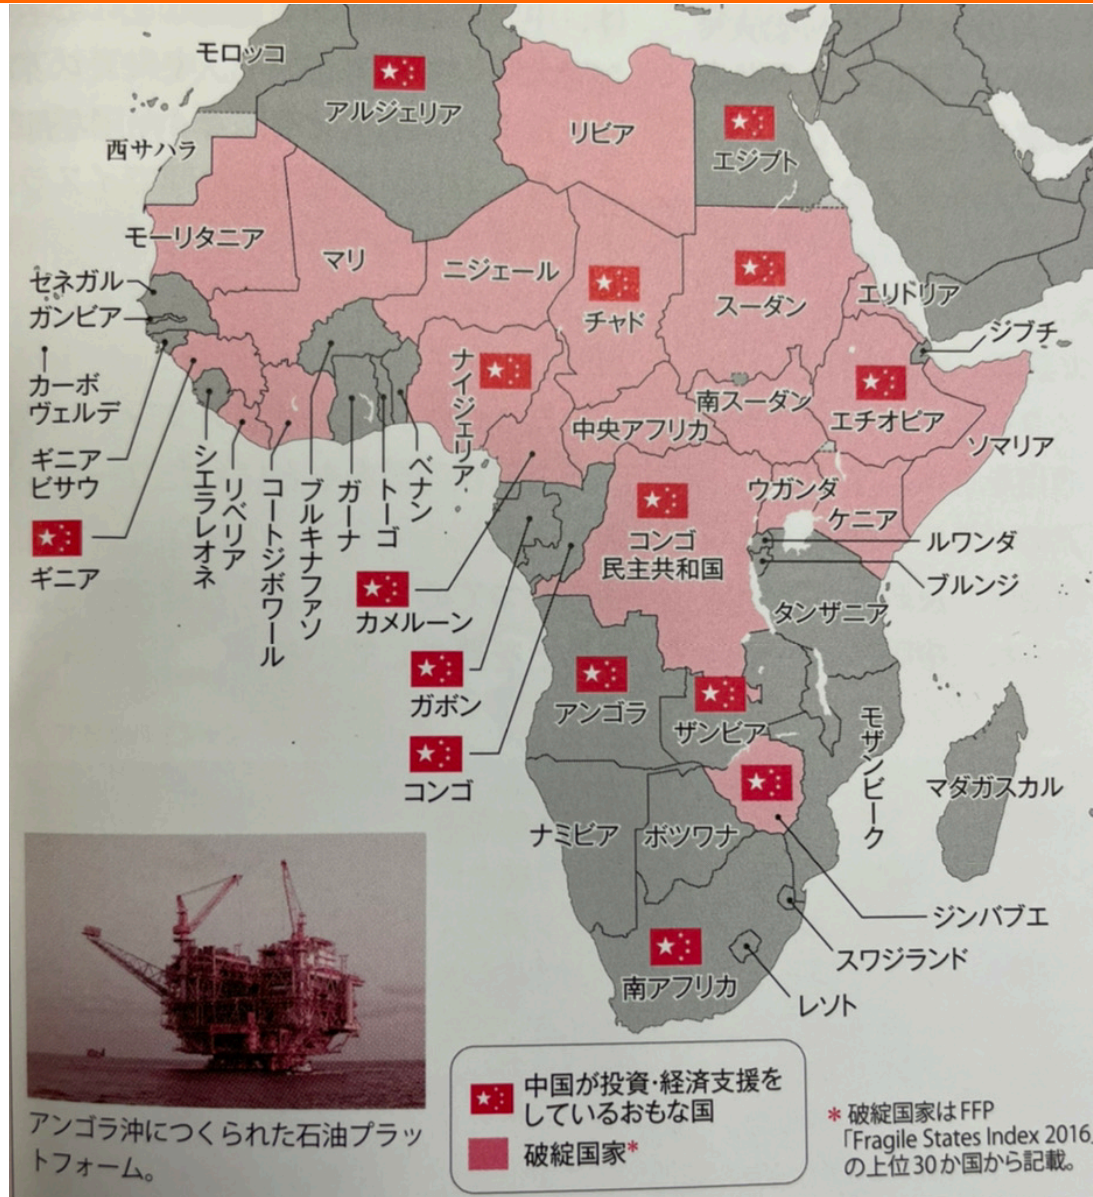 モロッコ
アルジェリア
リビア
エジプト
西サハラ
モーリタニア
マリ
ニジェール
チャド
スーダン
エリトリア
ジブチ
セネガル
ガンビア
カーボ
ヴェルデ
ギニア
ビサウ
ギニア
シエラレオネ
リベリア
コートジボワール
ブルキナファソ
ガーナ
トーゴ
ベナン
ナイジェリア
中央アフリカ
南スーダン
エチオピア
ソマリア
ウガンダ
ケニア
コンゴ
民主共和国
ルワンダ
ブルンジ
タンザニア
カメルーン
ガボン
コンゴ
アンゴラ
ザンビア
モザンビーク
マダガスカル
ナミビア
ボツワナ
ジンバブエ
スワジランド
南アフリカ
レソト
中国が投資・経済支援を
しているおもな国
破綻国家*
* 破綻国家はFFP
「Fragile States Index 2016」
の上位30か国から記載。
アンゴラ沖につくられた石油プラッ
トフォーム。